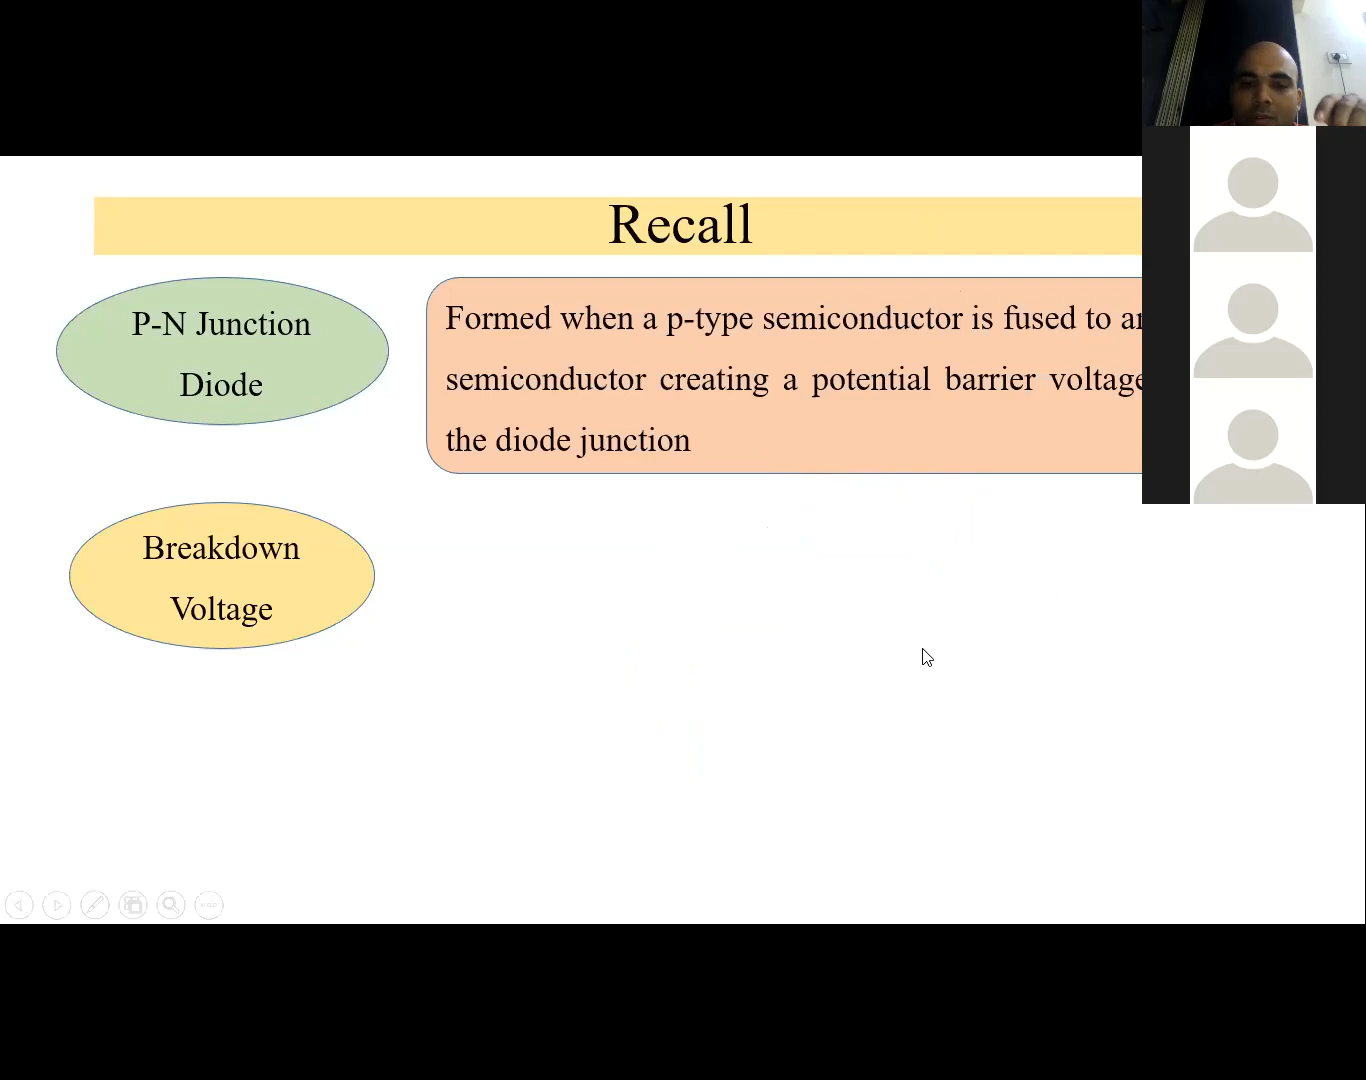 Recall
P-N Junction
Diode
Formed when a p-type semiconductor is fused to
semiconductor creating a potential barrier voltage
the diode junction
Breakdown
Voltage